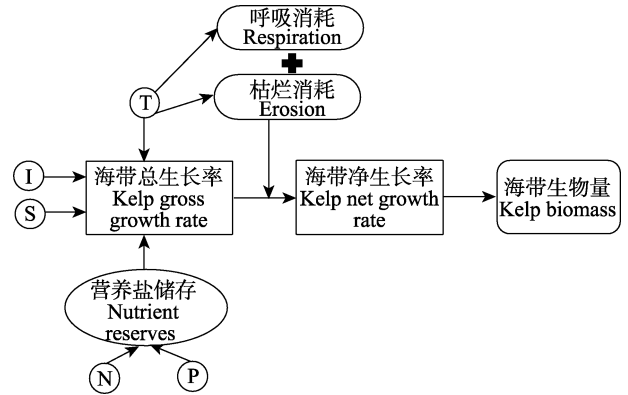 呼吸消耗
Respiration
枯烂消耗
Erosion
T
I
S
海带总生长率
Kelp gross
growth rate
海带净生长率
Kelp net growth
rate
海带生物量
Kelp biomass
营养盐储存
Nutrient
reserves
N
P